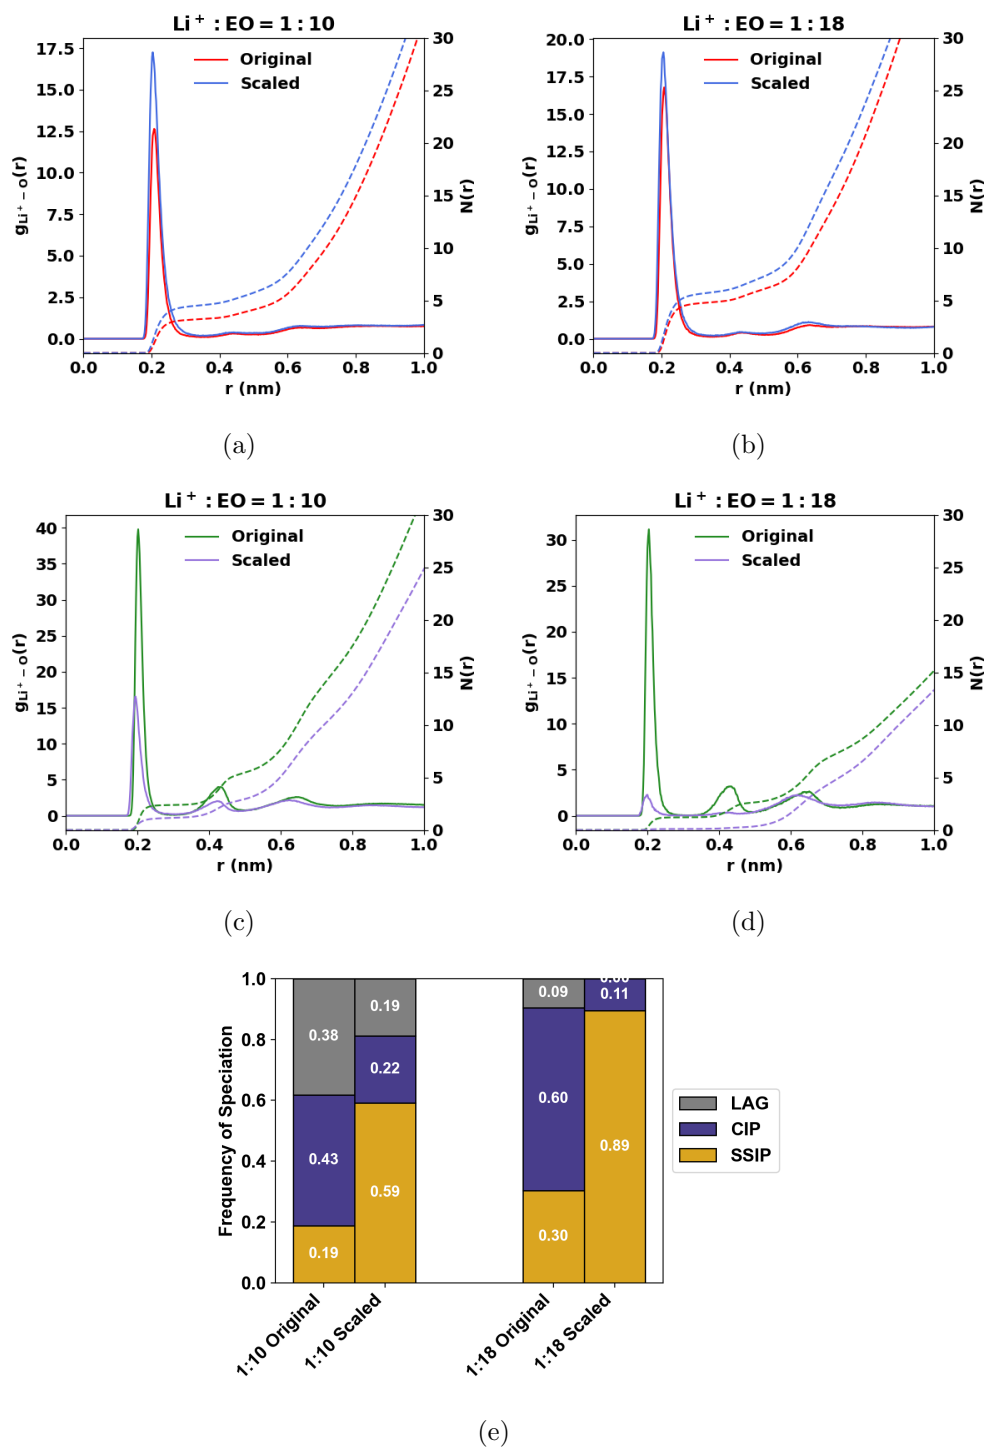 Li+ : EO = 1 : 10
Original
Scaled
17.5
15.0
12.5
10.0
7.5
5.0
2.5
0.0
gLi+ − O(r)
30
25
20
15
10
5
0
N(r)
0.0 0.2 0.4 0.6 0.8 1.0
r (nm)
(a)
Li+ : EO = 1 : 18
Original
Scaled
20.0
17.5
15.0
12.5
10.0
7.5
5.0
2.5
0.0
gLi+ − O(r)
30
25
20
15
10
5
0
N(r)
0.0 0.2 0.4 0.6 0.8 1.0
r (nm)
(b)
Li+ : EO = 1 : 10
Original
Scaled
40
35
30
25
20
15
10
5
0
gLi+ − O(r)
30
25
20
15
10
5
0
N(r)
0.0 0.2 0.4 0.6 0.8 1.0
r (nm)
(c)
Li+ : EO = 1 : 18
Original
Scaled
30
25
20
15
10
5
0
gLi+ − O(r)
30
25
20
15
10
5
0
N(r)
0.0 0.2 0.4 0.6 0.8 1.0
r (nm)
(d)
1.0
0.8
0.6
0.4
0.2
0.0
Frequency of Speciation
0.38
0.43
0.19
0.19
0.22
0.59
0.09
0.60
0.30
0.11
0.89
LAG
CIP
SSIP
1:10 Original
1:10 Scaled
1:18 Original
1:18 Scaled
(e)